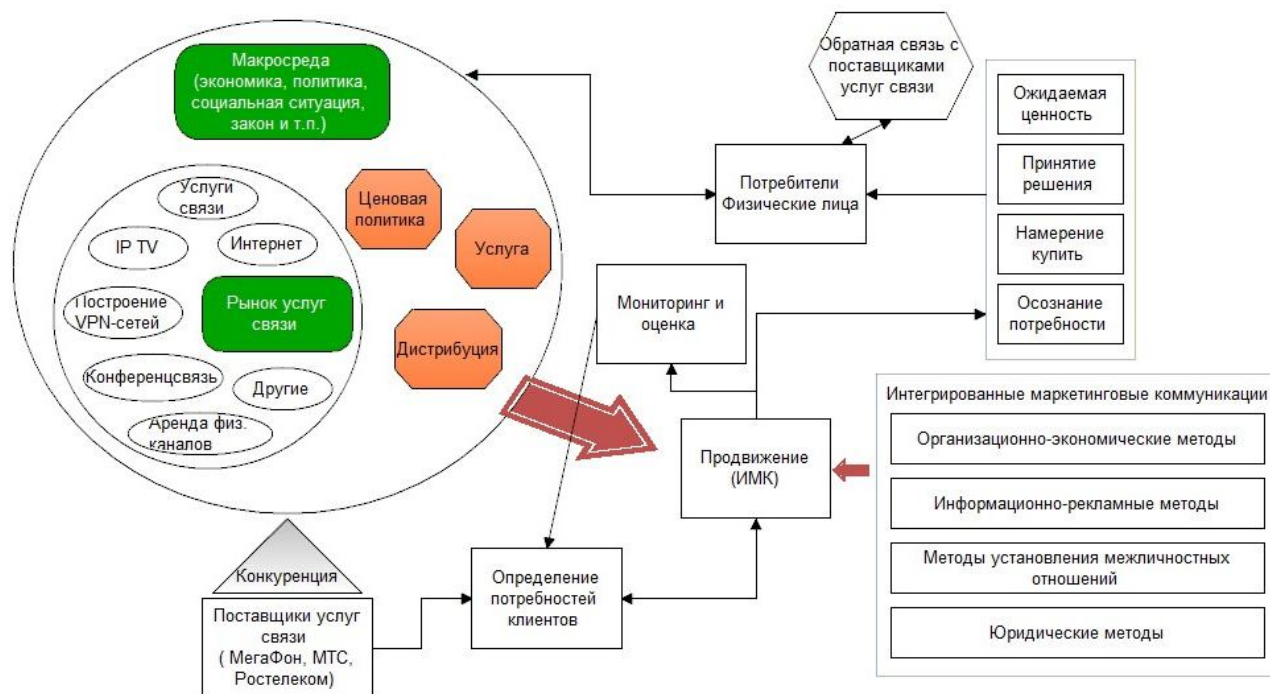 Макросреда
(экономика, политика,
социальная ситуация,
закон и т.п.)
Услуги
связи
IP TV
Интернет
Построение
VPN-сетей
Рынок услуг
связи
Конференцсвязь
Другие
Аренда физ.
каналов
Ценовая
политика
Услуга
Дистрибуция
Конкуренция
Поставщики услуг
связи
( МегаФон, МТС,
Ростелеком)
Определение
потребностей
клиентов
Мониторинг и
оценка
Продвижение
(ИМК)
Обратная связь с
поставщиками
услуг связи
Потребители
Физические лица
Ожидаемая
ценность
Принятие
решения
Намерение
купить
Осознание
потребности
Интегрированные маркетинговые коммуникации
Организационно-экономические методы
Информационно-рекламные методы
Методы установления межличностных
отношений
Юридические методы